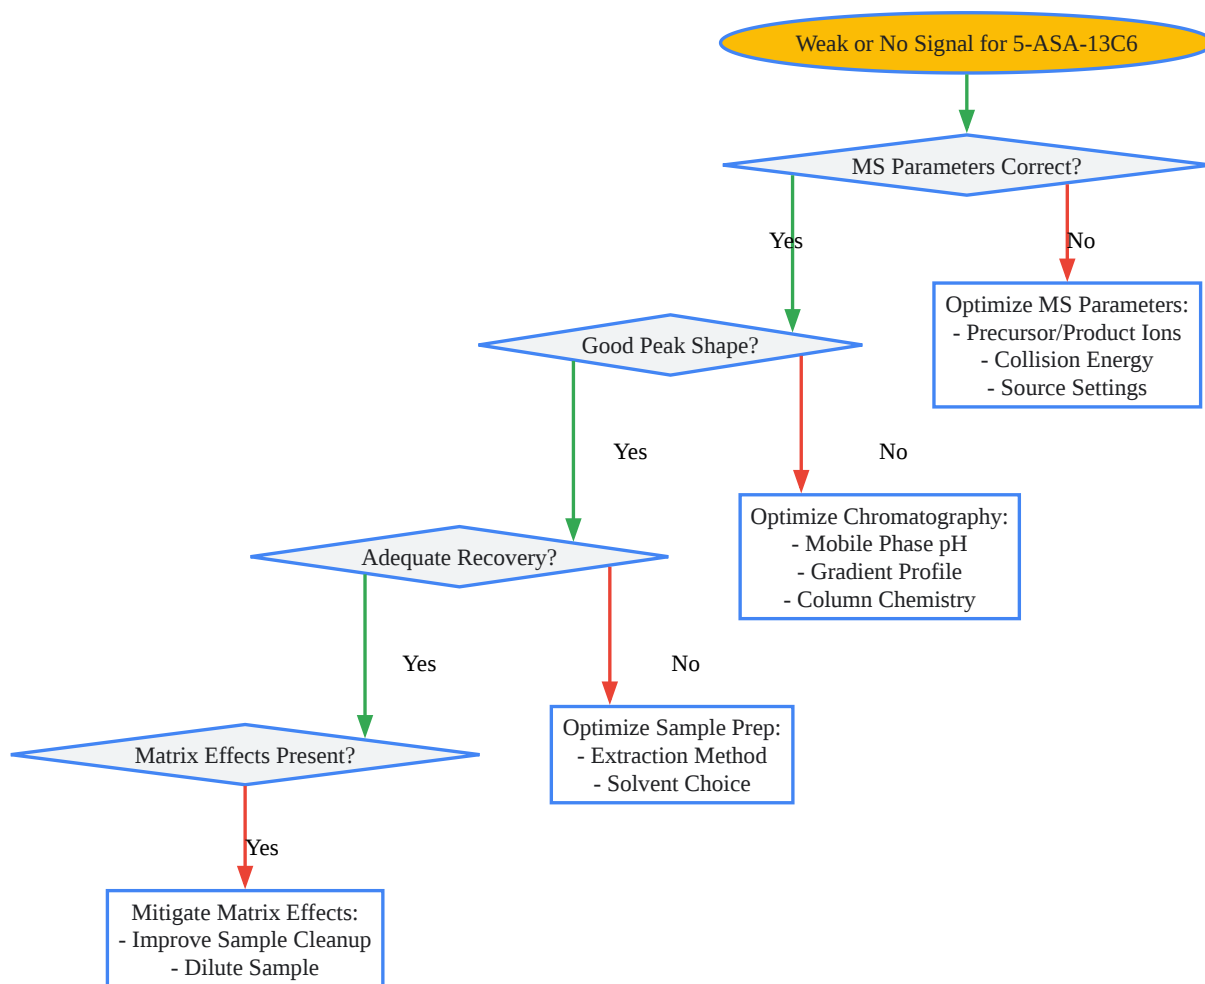 Weak or No Signal for 5-ASA-13C6
MS Parameters Correct?
Yes
No
Optimize MS Parameters:
- Precursor/Product Ions
- Collision Energy
- Source Settings
Good Peak Shape?
Yes
No
Optimize Chromatography:
- Mobile Phase pH
- Gradient Profile
- Column Chemistry
Adequate Recovery?
Yes
No
Optimize Sample Prep:
- Extraction Method
- Solvent Choice
Matrix Effects Present?
Yes
Mitigate Matrix Effects:
- Improve Sample Cleanup
- Dilute Sample